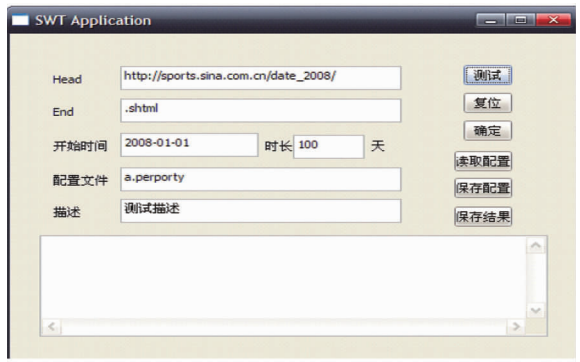 SWT Application
Head http://sports.sina.com.cn/date_2008/ 测试
End .shtml 复位
确定
开始时间 2008-01-01 时长 100 天
读取配置
配置文件 a.perporty
保存配置
描述 测试描述
保存结果